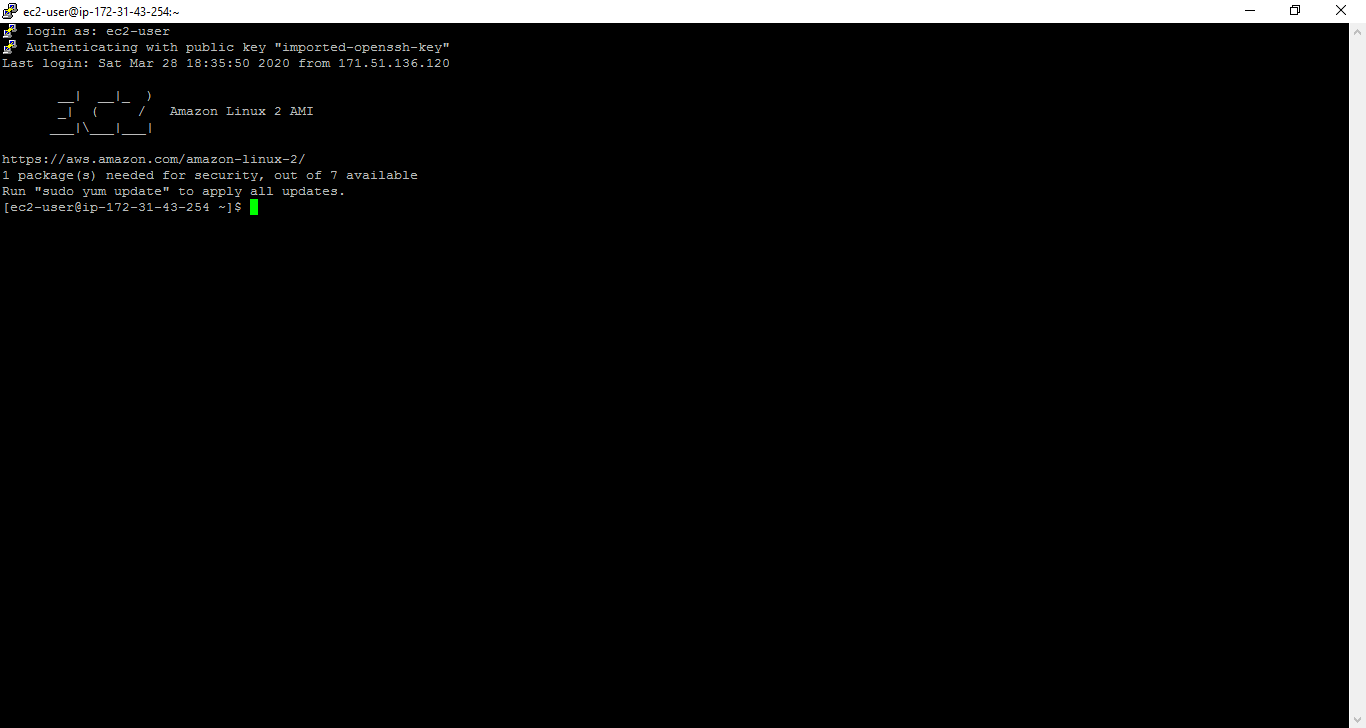 ec2-user@ip-172-31-43-254:~
login as: ec2-user
Authenticating with public key "imported-openssh-key"
Last login: Sat Mar 28 18:35:50 2020 from 171.51.136.120
       __|  __|_  )
       _|  (     /   Amazon Linux 2 AMI
      ___|\___|___|
https://aws.amazon.com/amazon-linux-2/
1 package(s) needed for security, out of 7 available
Run "sudo yum update" to apply all updates.
[ec2-user@ip-172-31-43-254 ~]$